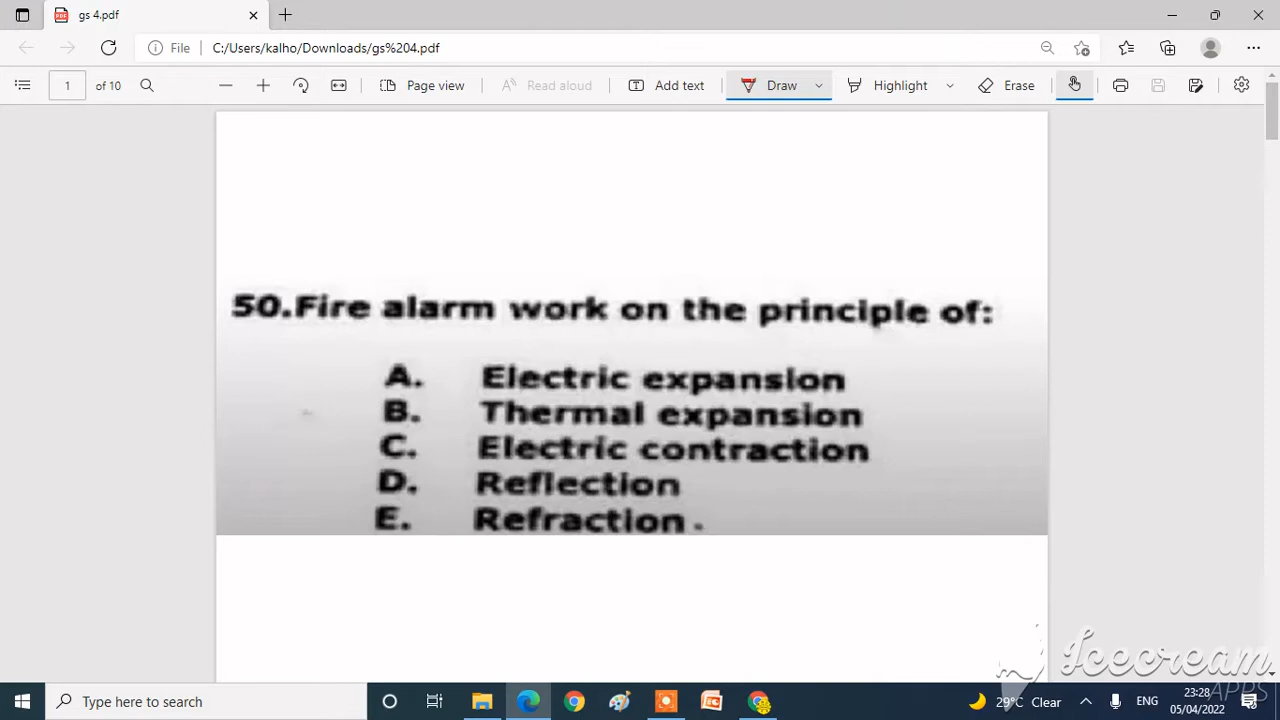 gs 4.pdf
File C:/Users/kalho/Downloads/gs%204.pdf
1 of 10 Page view Read aloud Add text Draw Highlight Erase
50.Fire alarm work on the principle of:
A. Electric expansion
B. Thermal expansion
C. Electric contraction
D. Reflection
E. Refraction.
Icecream
APPS
Type here to search 29°C Clear ENG 23:28
05/04/2022